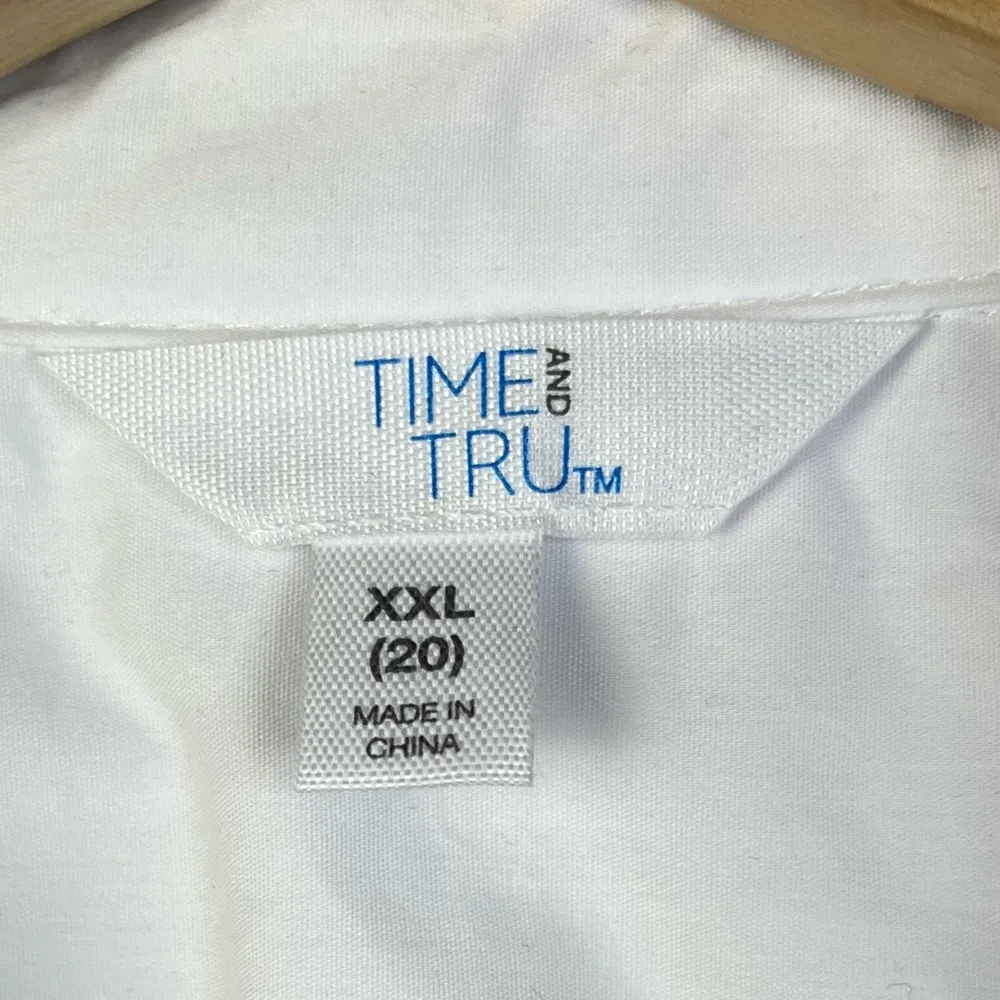 TIME AND
TRU™
XXL
(20)
MADE IN
CHINA